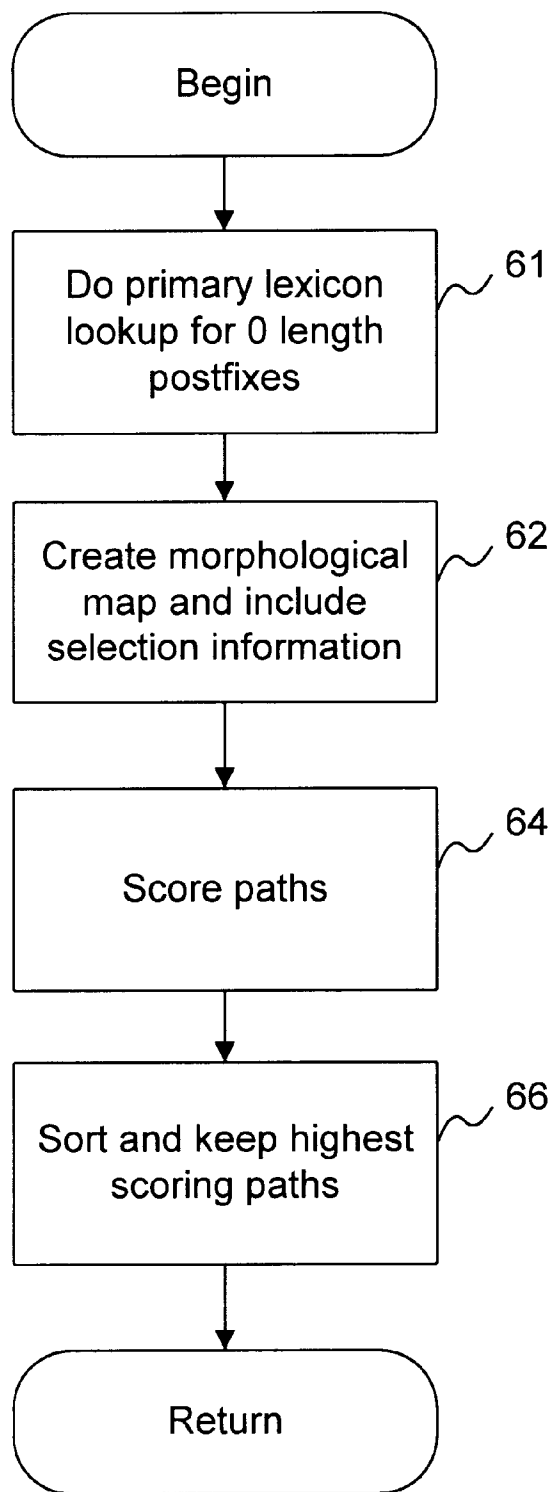 Begin
61
Do primary lexicon
lookup for 0 length
postfixes
62
Create morphological
map and include
selection information
64
Score paths
66
Sort and keep highest
scoring paths
Return